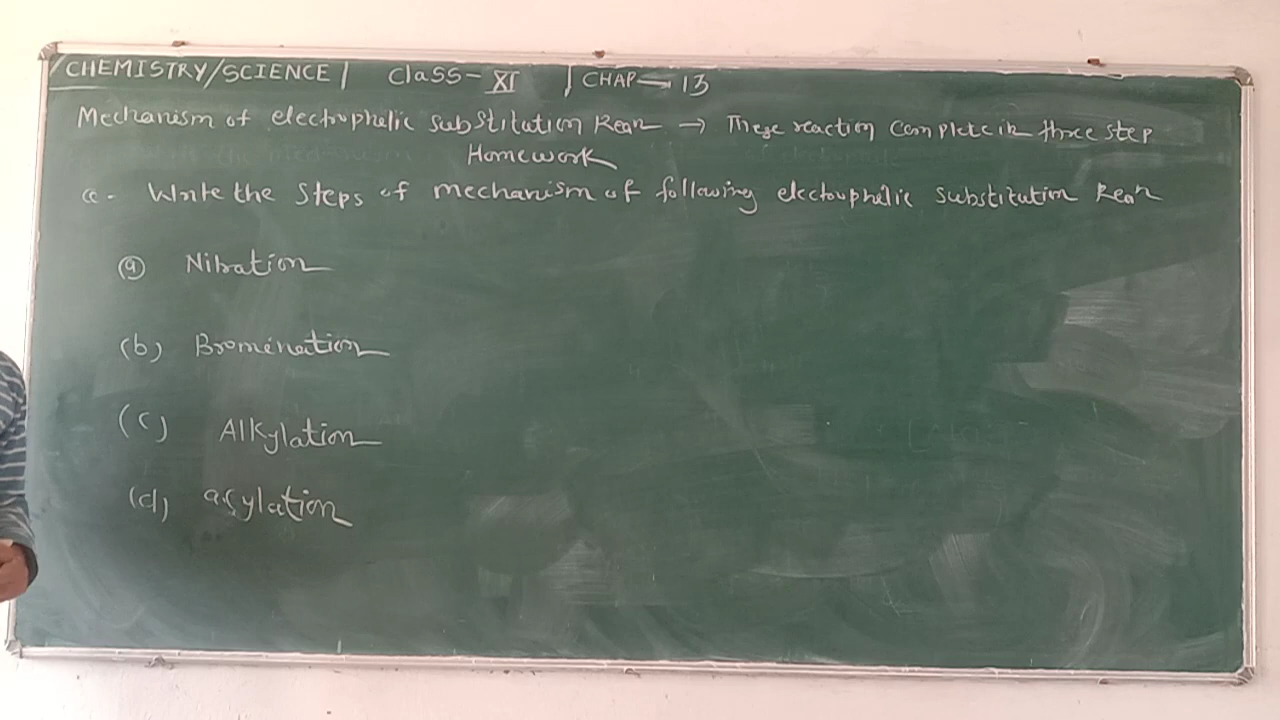 CHEMISTRY/SCIENCE | Class - XI | CHAP - 13
Mechanism of electrophelic substitution Rean → These reaction complete in three step
Homework
Q. Write the steps of mechanism of following electrophelic substitution Rean
(a) Nitration
(b) Bromination
(c) Alkylation
(d) acylation